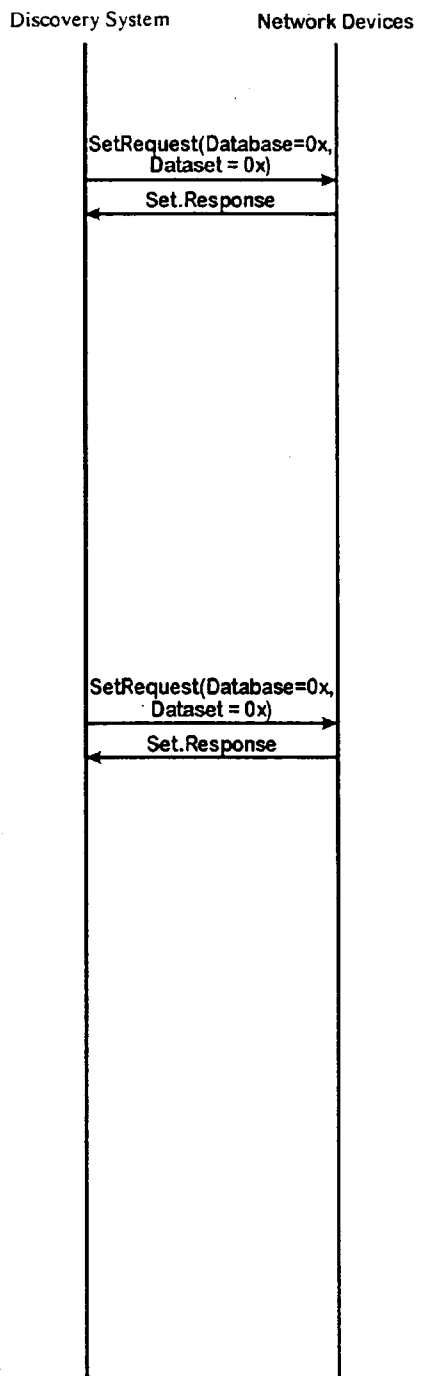 Discovery System Network Devices
SetRequest(Database=0x,
Dataset = 0x)
Set.Response
SetRequest(Database=0x,
Dataset = 0x)
Set.Response